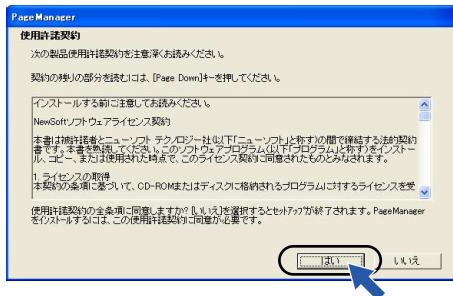 PageManager
使用許諾契約
次の製品使用許諾契約を注意深くお読みください。
契約の残りの部分を読むには、[Page Down]キーを押してください。
インストールする前に注意してお読みください。
NewSoftソフトウェアライセンス契約
本書は被許諾者とニューソフト テクノロジー社(以下「ニューソフト」と称す)の間で締結する法的契約
書です。本書を熟読してください。このソフトウェアプログラム(以下「プログラム」と称す)をインストー
ル、コピー、または使用された時点で、このライセンス契約に同意されたものとみなされます。
1. ライセンスの取得
本契約の条項に基づいて、CD-ROMまたはディスクに格納されるプログラムに対するライセンスを受
使用許諾契約の全条項に同意しますか? [いいえ]を選択するとセットアップが終了されます。PageManager
をインストールするには、この使用許諾契約に同意が必要です。
はい
いいえ